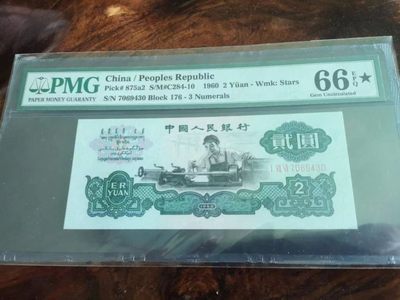 PMG
PAPER MONEY GUARANTY
China / Peoples Republic
Pick# 875a2 S/M#C284-10 1960 2 Yüan - Wmk: Stars
S/N 7069430 Block 176 - 3 Numerals
66 EPQ ★
Gem Uncirculated
中国人民银行
贰圆
7069430
ER
YUAN
2
1960